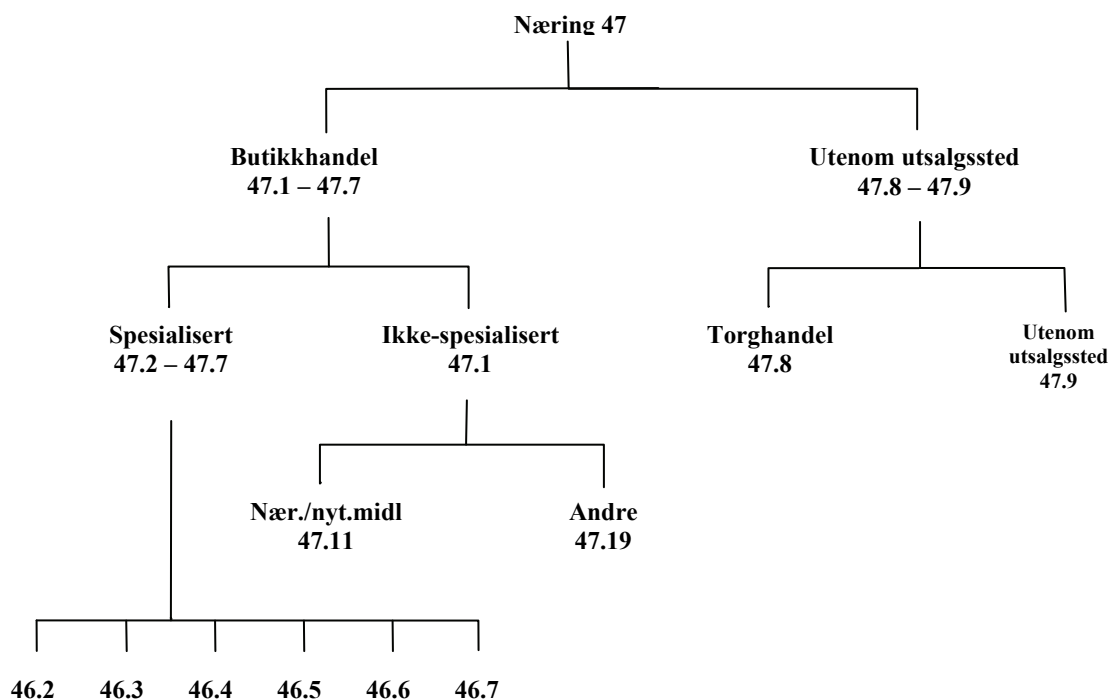 Næring 47
Butikkhandel
47.1 – 47.7
Utenom utsalgssted
47.8 – 47.9
Spesialisert
47.2 – 47.7
Ikke-spesialisert
47.1
Torghandel
47.8
Utenom
utsalgssted
47.9
Nær./nyt.midl
47.11
Andre
47.19
46.2 46.3 46.4 46.5 46.6 46.7